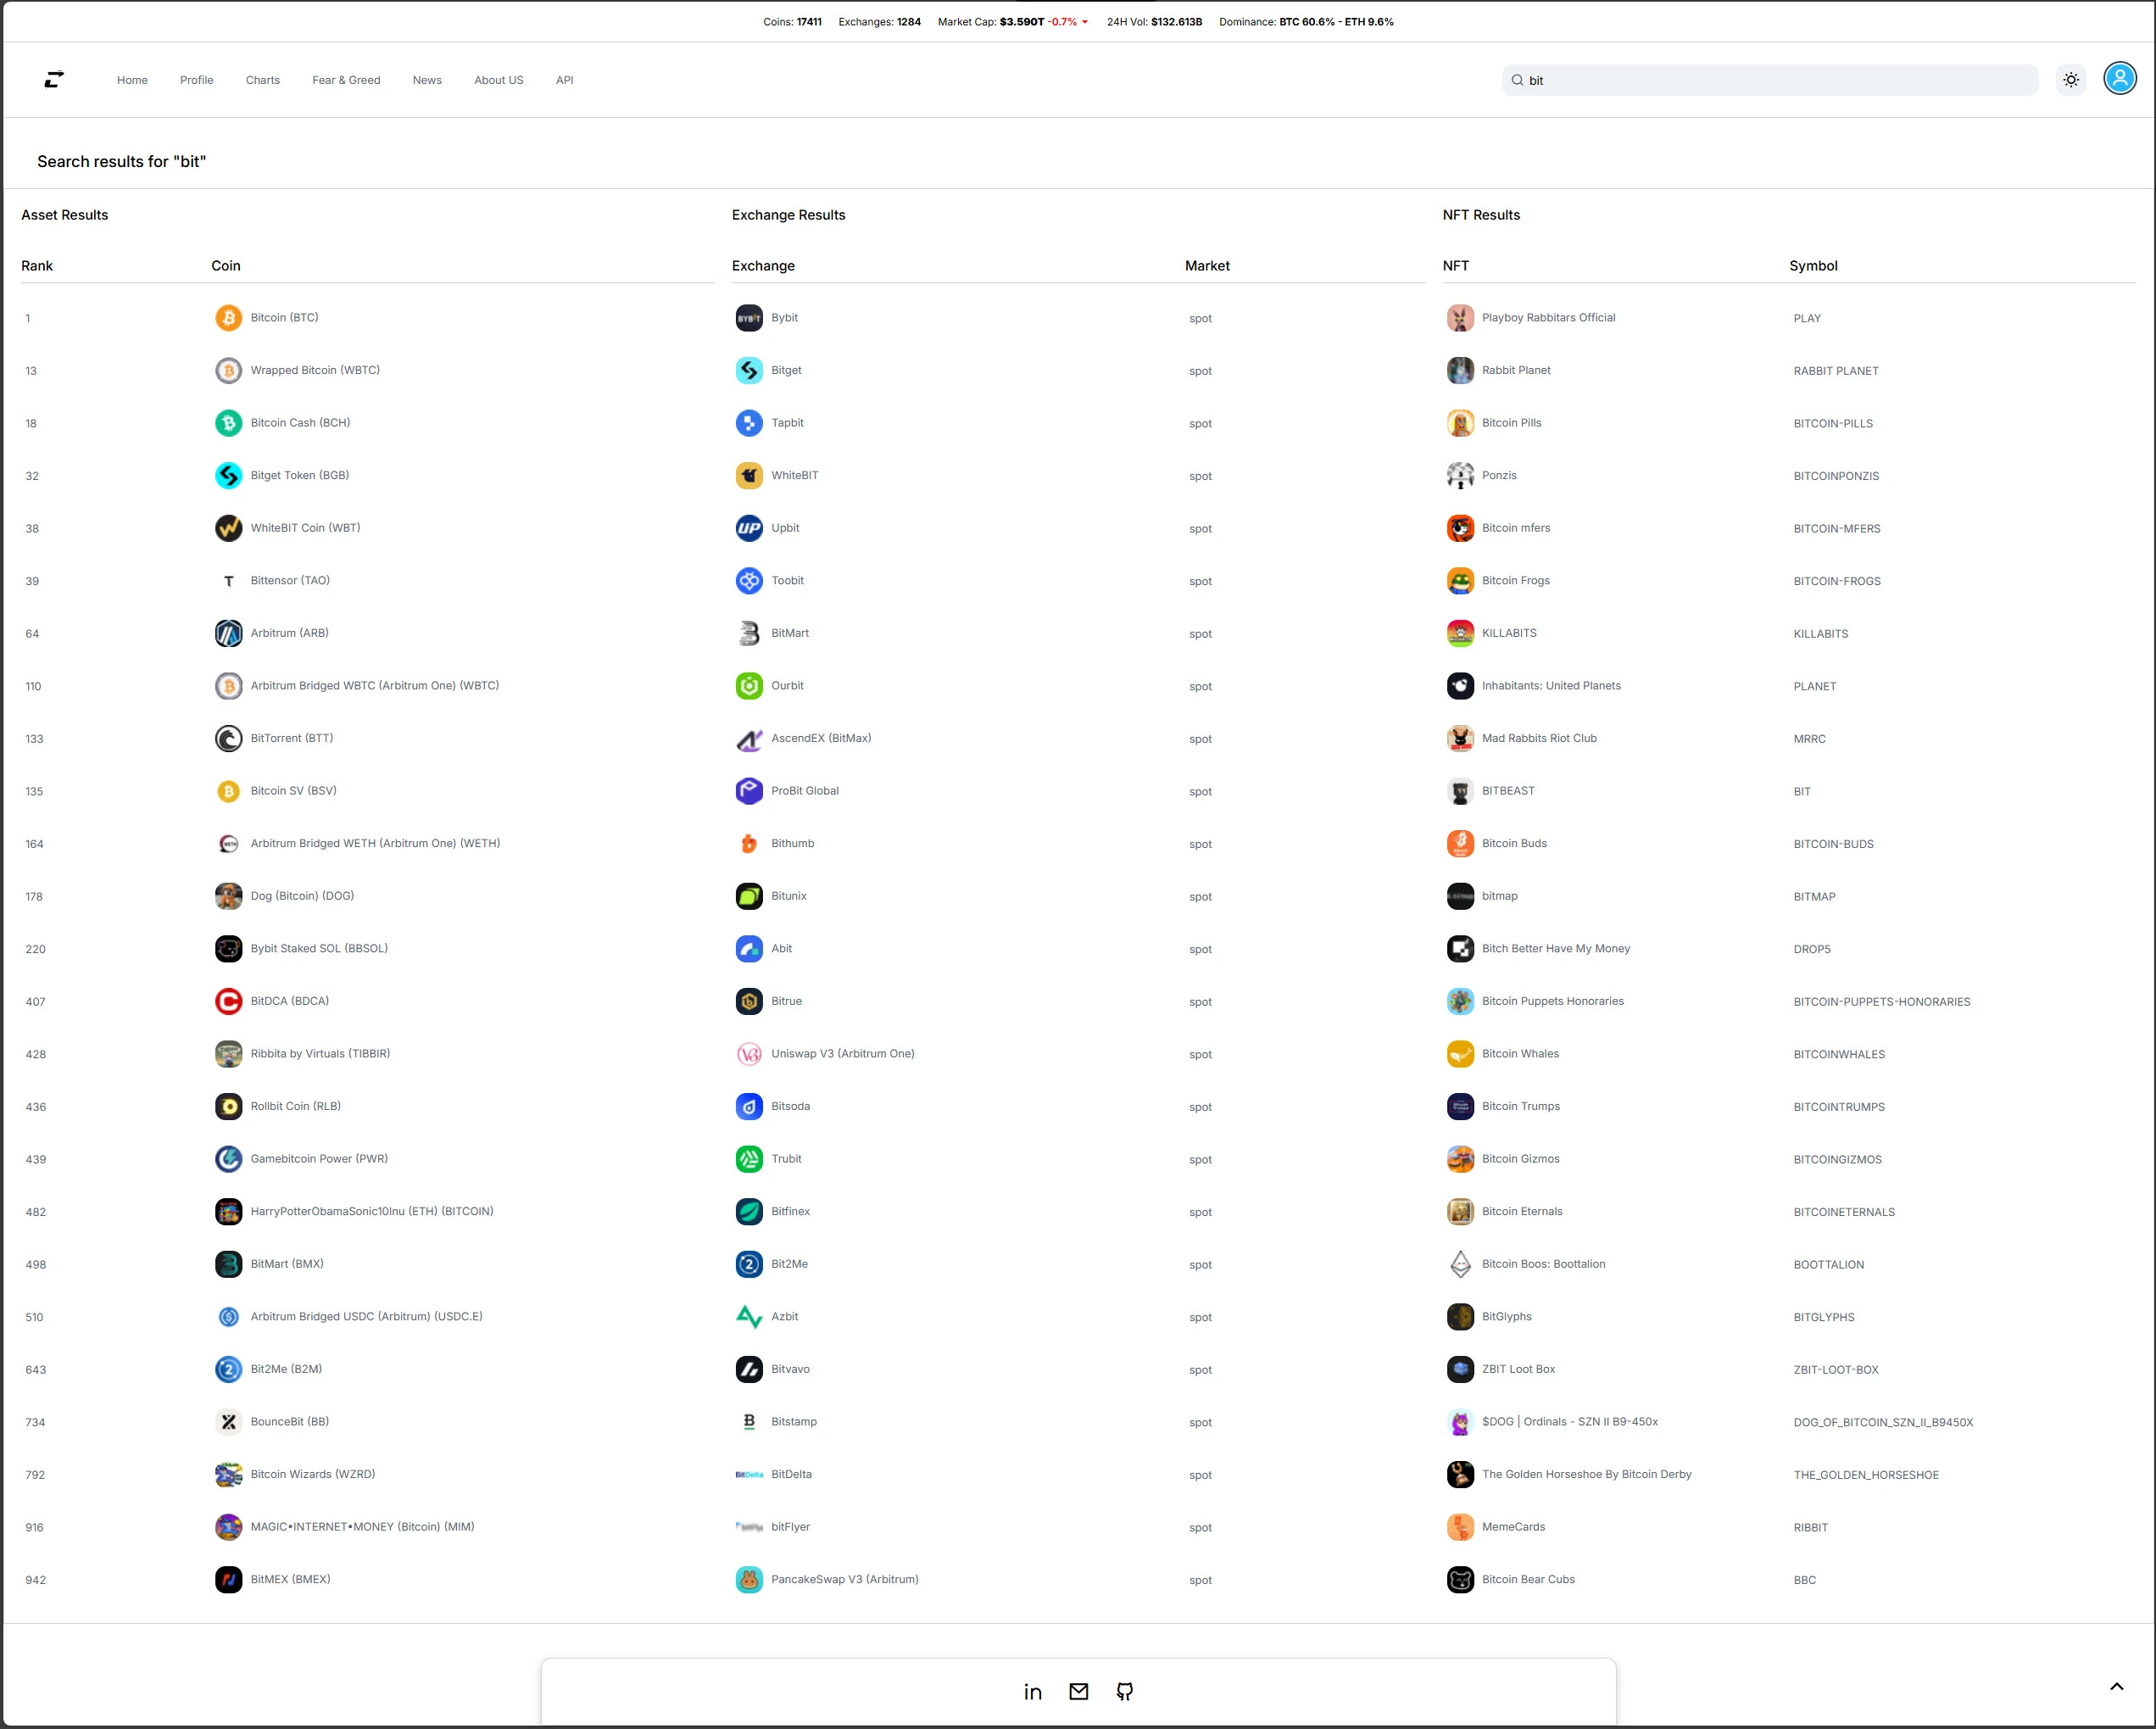 Coins: 17411 Exchanges: 1284 Market Cap: $3.590T -0.7% 24H Vol: $132.613B Dominance: BTC 60.6% - ETH 9.6%
Home Profile Charts Fear & Greed News About US API bit
Search results for "bit"
Asset Results Exchange Results NFT Results
Rank Coin Exchange Market NFT Symbol
1 Bitcoin (BTC) Bybit spot Playboy Rabbitars Official PLAY
13 Wrapped Bitcoin (WBTC) Bitget spot Rabbit Planet RABBIT PLANET
18 Bitcoin Cash (BCH) Tapbit spot Bitcoin Pills BITCOIN-PILLS
32 Bitget Token (BGB) WhiteBIT spot Ponzis BITCOINPONZIS
38 WhiteBIT Coin (WBT) Upbit spot Bitcoin mfers BITCOIN-MFERS
39 Bittensor (TAO) Toobit spot Bitcoin Frogs BITCOIN-FROGS
64 Arbitrum (ARB) BitMart spot KILLABITS KILLABITS
110 Arbitrum Bridged WBTC (Arbitrum One) (WBTC) Ourbit spot Inhabitants: United Planets PLANET
133 BitTorrent (BTT) AscendEX (BitMax) spot Mad Rabbits Riot Club MRRC
135 Bitcoin SV (BSV) ProBit Global spot BITBEAST BIT
164 Arbitrum Bridged WETH (Arbitrum One) (WETH) Bithumb spot Bitcoin Buds BITCOIN-BUDS
178 Dog (Bitcoin) (DOG) Bitunix spot bitmap BITMAP
220 Bybit Staked SOL (BBSOL) Abit spot Bitch Better Have My Money DROP5
407 BitDCA (BDCA) Bitrue spot Bitcoin Puppets Honoraries BITCOIN-PUPPETS-HONORARIES
428 Ribbita by Virtuals (TIBBIR) Uniswap V3 (Arbitrum One) spot Bitcoin Whales BITCOINWHALES
436 Rollbit Coin (RLB) Bitsoda spot Bitcoin Trumps BITCOINTRUMPS
439 Gamebitcoin Power (PWR) Trubit spot Bitcoin Gizmos BITCOINGIZMOS
482 HarryPotterObamaSonic10Inu (ETH) (BITCOIN) Bitfinex spot Bitcoin Eternals BITCOINETERNALS
498 BitMart (BMX) Bit2Me spot Bitcoin Boos: Boottalion BOOTTALION
510 Arbitrum Bridged USDC (Arbitrum) (USDC.E) Azbit spot BitGlyphs BITGLYPHS
643 Bit2Me (B2M) Bitvavo spot ZBIT Loot Box ZBIT-LOOT-BOX
734 BounceBit (BB) Bitstamp spot $DOG | Ordinals - SZN II B9-450x DOG_OF_BITCOIN_SZN_II_B9450X
792 Bitcoin Wizards (WZRD) BitDelta spot The Golden Horseshoe By Bitcoin Derby THE_GOLDEN_HORSESHOE
916 MAGIC•INTERNET•MONEY (Bitcoin) (MIM) bitFlyer spot MemeCards RIBBIT
942 BitMEX (BMEX) PancakeSwap V3 (Arbitrum) spot Bitcoin Bear Cubs BBC